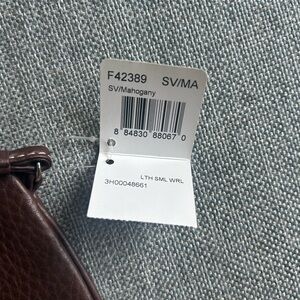 F42389 SV/MA
SV/Mahogany
8 84830 88067 0
LTH SML WRL
3H00048661